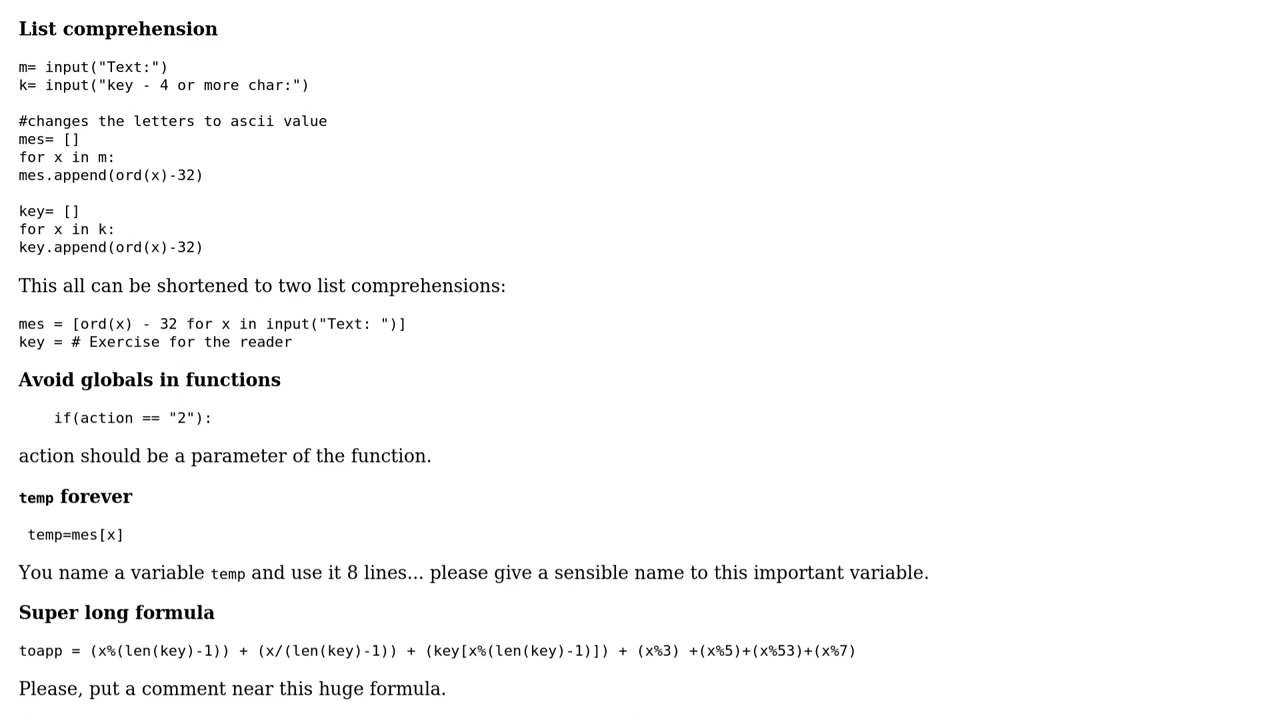 List comprehension
m= input("Text:")
k= input("key - 4 or more char:")
#changes the letters to ascii value
mes= []
for x in m:
mes.append(ord(x)-32)
key= []
for x in k:
key.append(ord(x)-32)
This all can be shortened to two list comprehensions:
mes = [ord(x) - 32 for x in input("Text: ")]
key = # Exercise for the reader
Avoid globals in functions
    if(action == "2"):
action should be a parameter of the function.
temp forever
 temp=mes[x]
You name a variable temp and use it 8 lines... please give a sensible name to this important variable.
Super long formula
toapp = (x%(len(key)-1)) + (x/(len(key)-1)) + (key[x%(len(key)-1)]) + (x%3) +(x%5)+(x%53)+(x%7)
Please, put a comment near this huge formula.